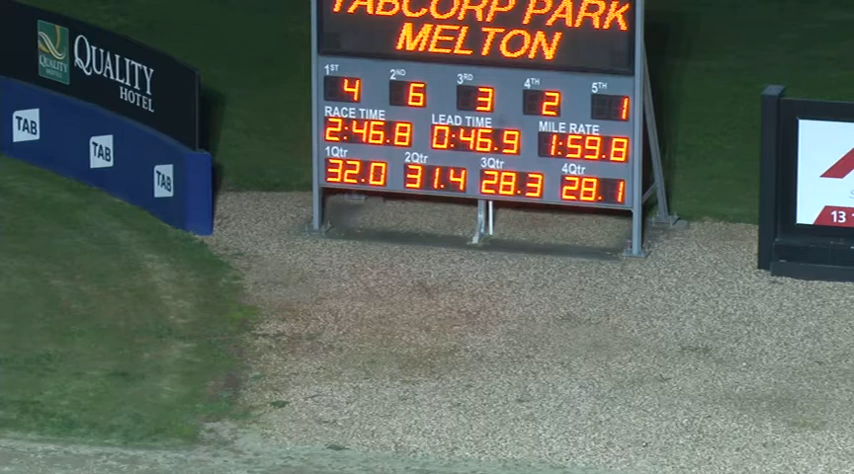 TABCORP PARK
MELTON
1ST 2ND 3RD 4TH 5TH
4 6 3 2 1
RACE TIME LEAD TIME MILE RATE
2:46.8 0:46.9 1:59.8
1Qtr 2Qtr 3Qtr 4Qtr
32.0 31.4 28.3 28.1
QUALITY
HOTEL
QUALITY
HOTEL
TAB
TAB
TAB
13